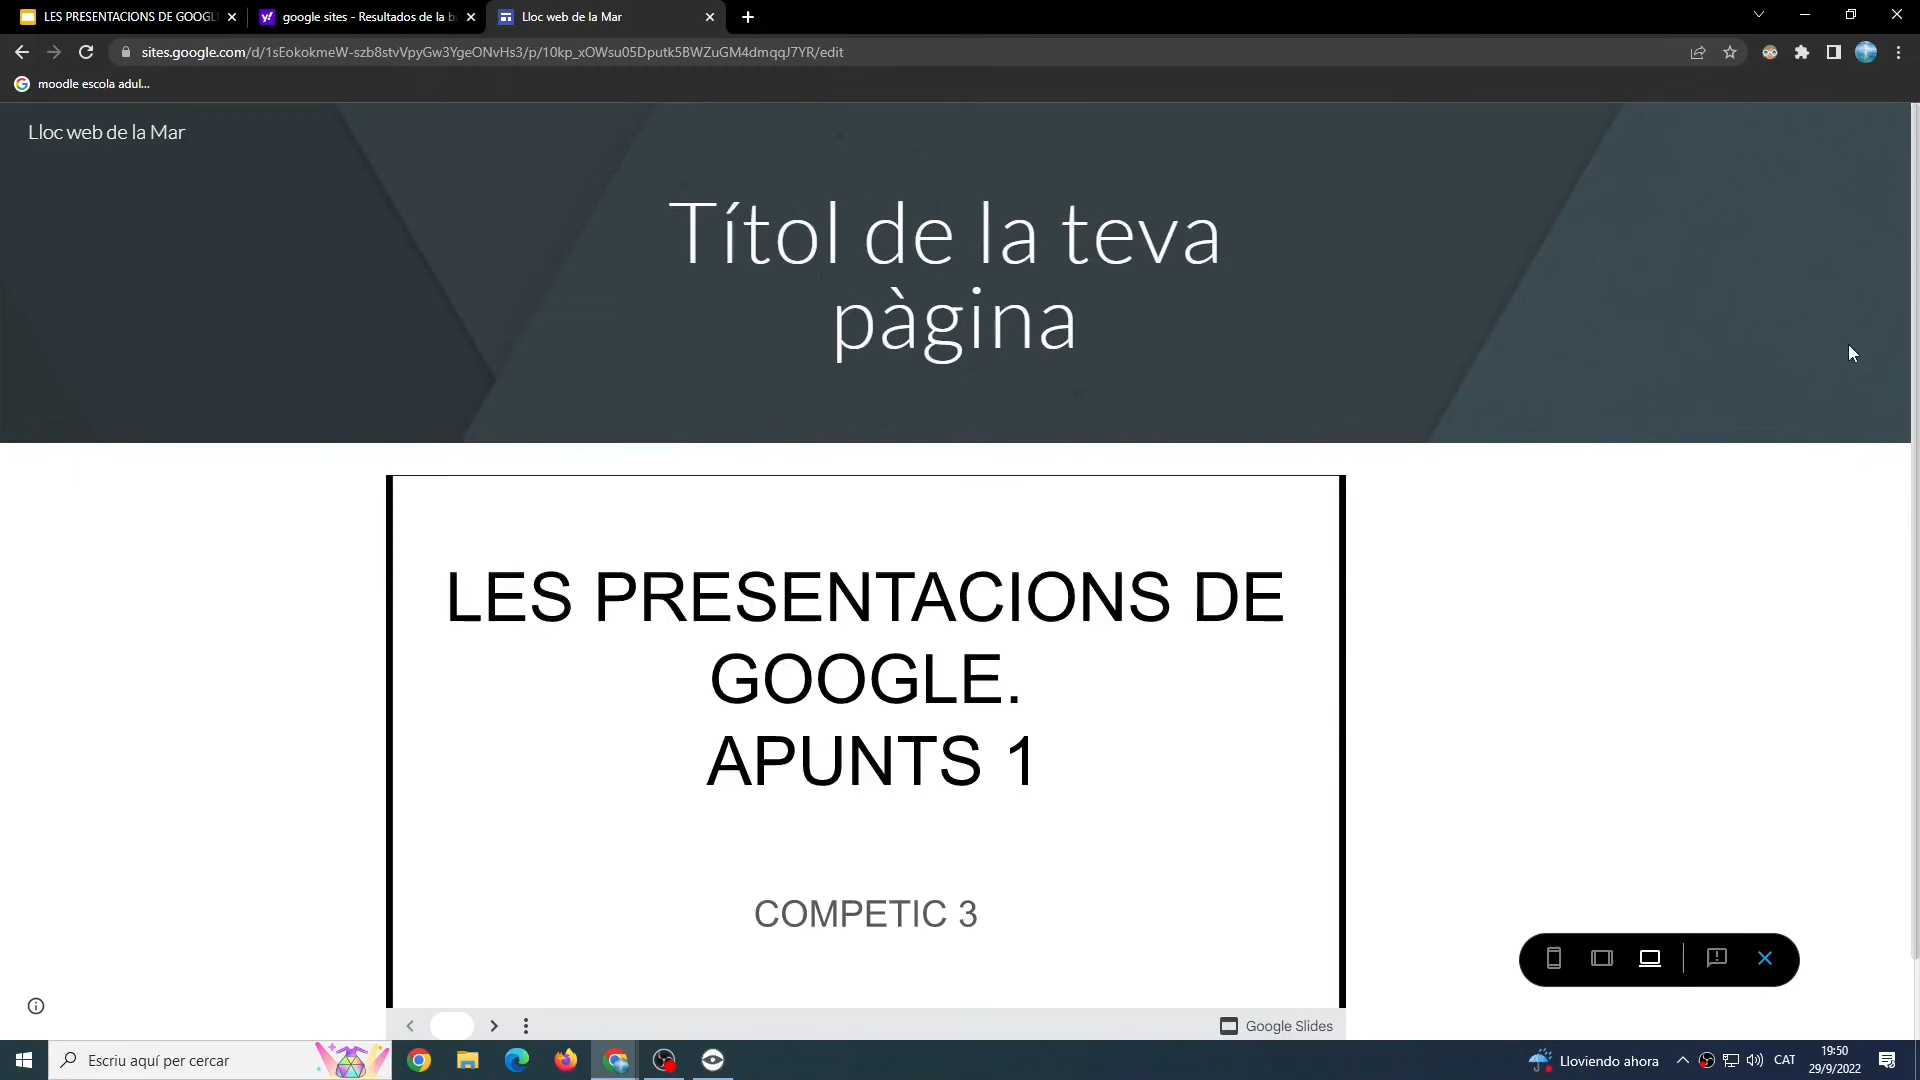 LES PRESENTACIONS DE GOOGL
google sites - Resultados de la b
Lloc web de la Mar
sites.google.com/d/1sEokokmeW-szb8stvVpyGw3YgeONvHs3/p/10kp_xOWsu05Dputk5BWZuGM4dmqqJ7YR/edit
moodle escola adul...
Lloc web de la Mar
Títol de la teva
pàgina
LES PRESENTACIONS DE
GOOGLE.
APUNTS 1
COMPETIC 3
Google Slides
Escriu aquí per cercar
Lloviendo ahora
CAT
19:50
29/9/2022